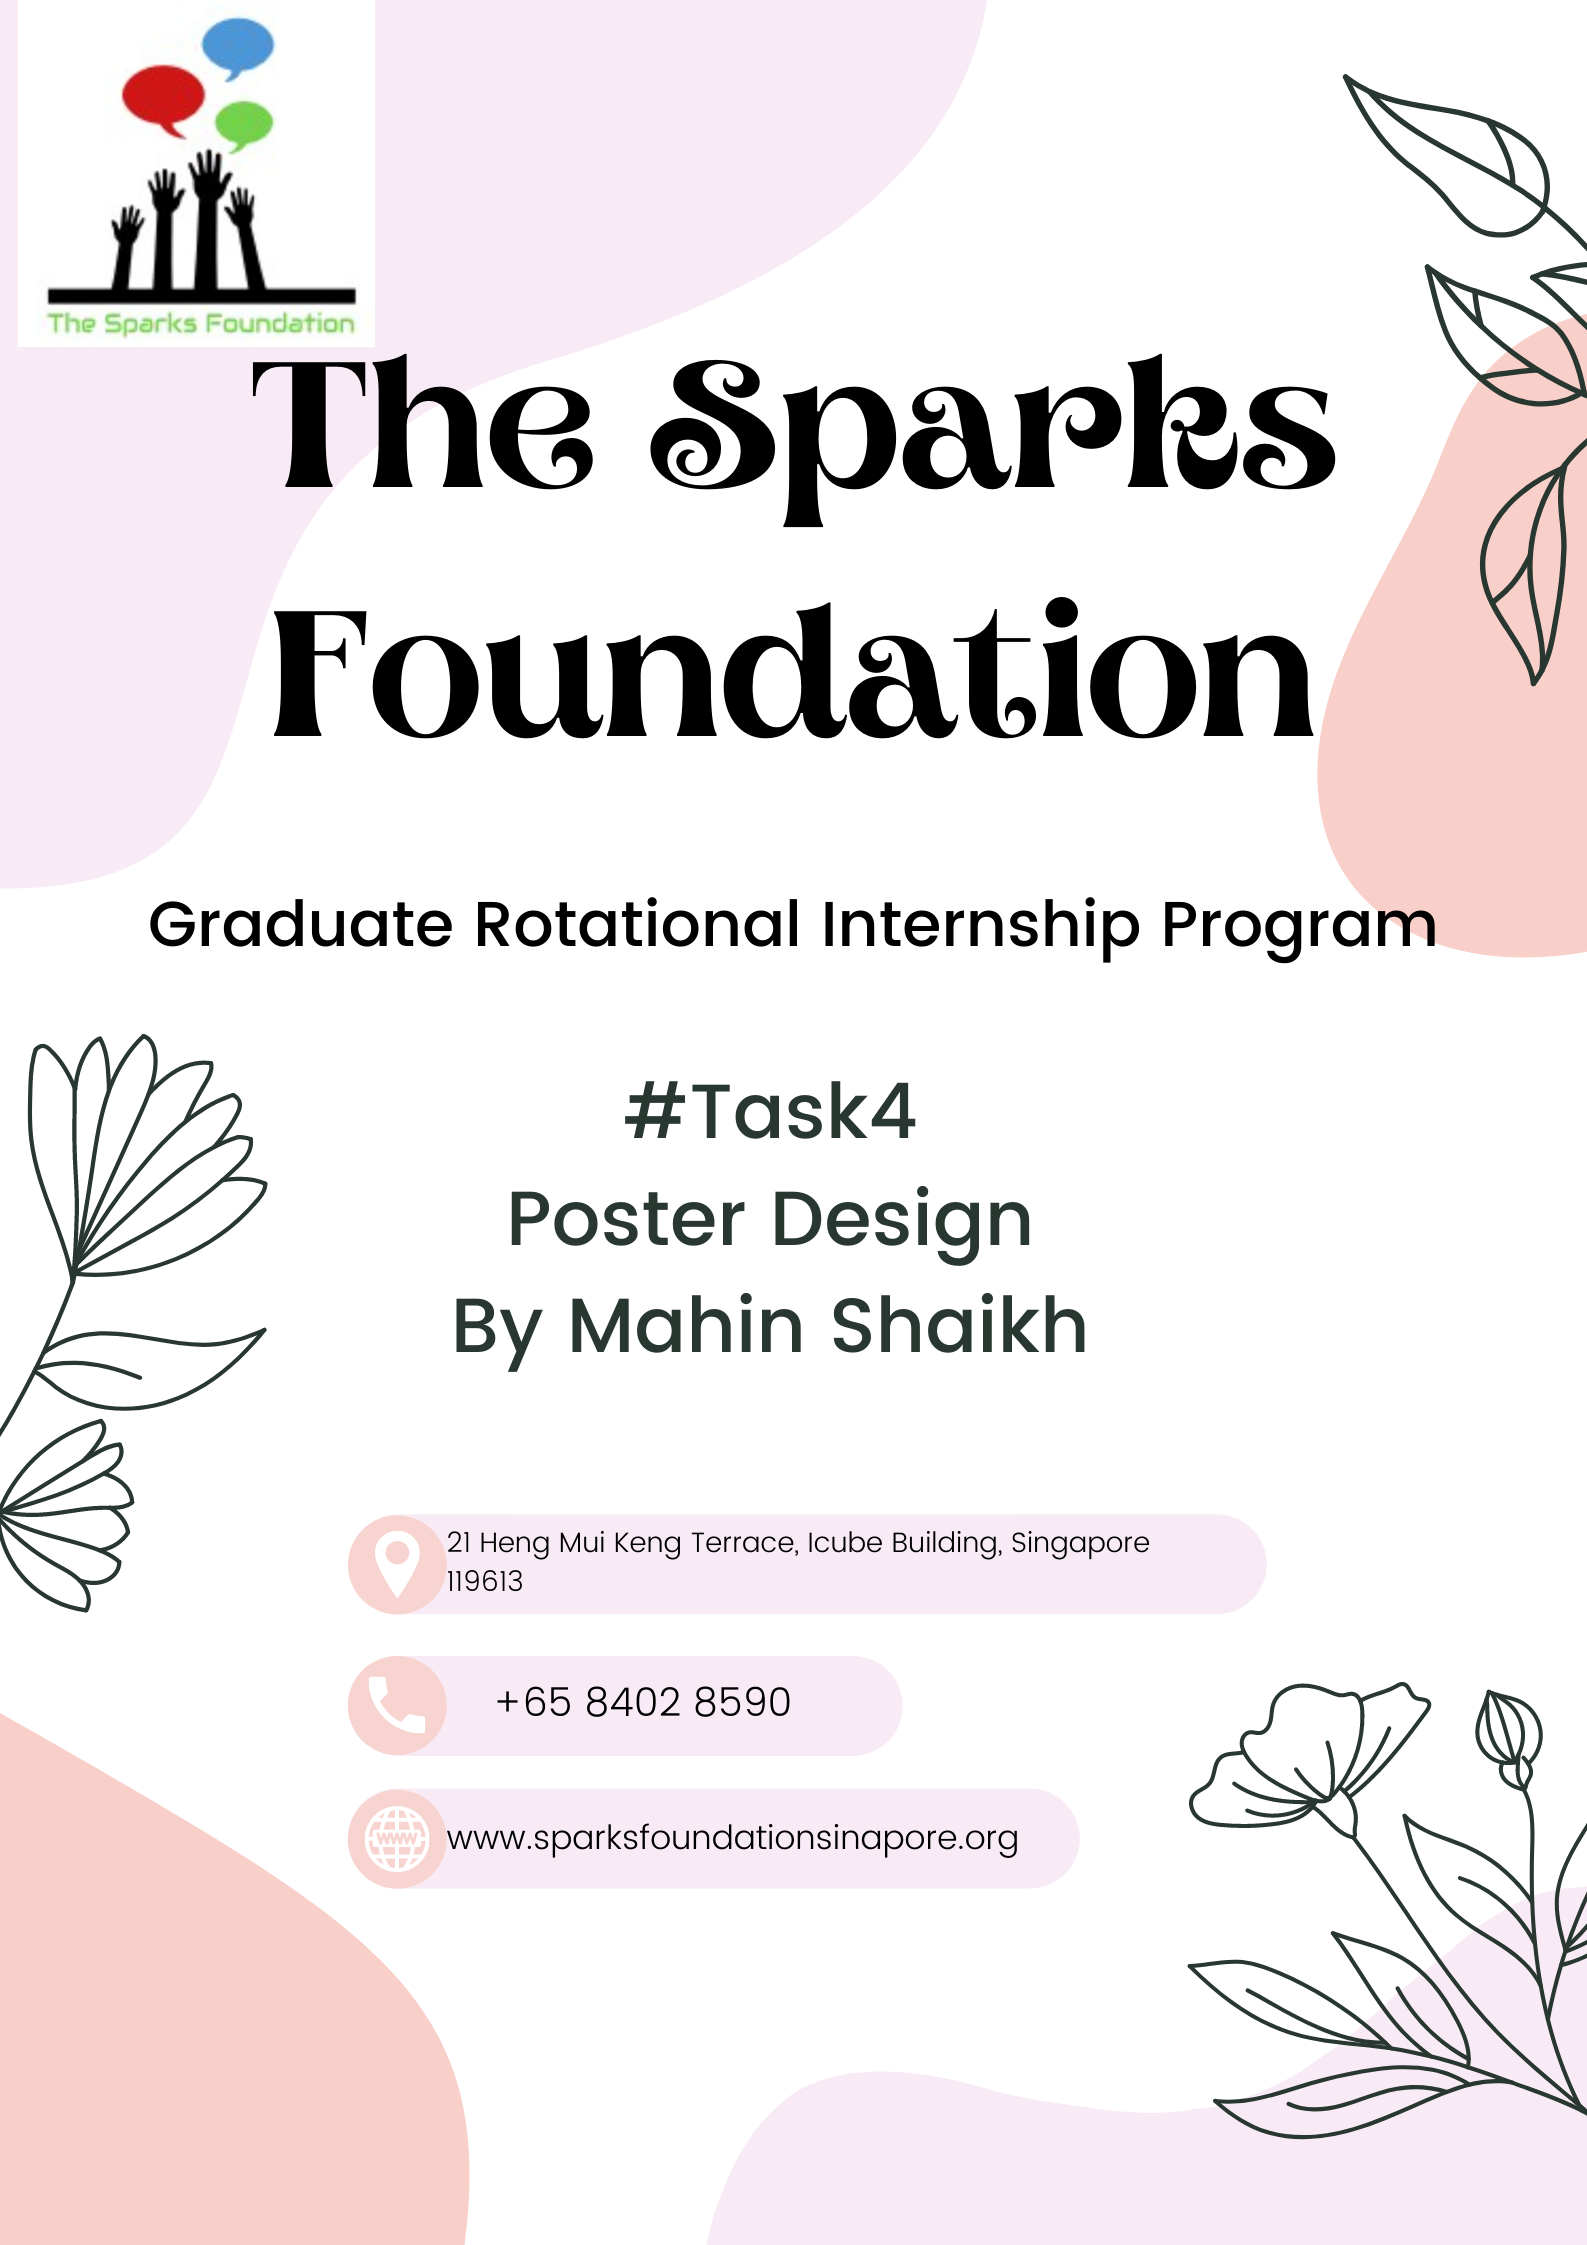 The Sparks Foundation
The Sparks
Foundation
Graduate Rotational Internship Program
#Task4
Poster Design
By Mahin Shaikh
21 Heng Mui Keng Terrace, Icube Building, Singapore
119613
+65 8402 8590
www
www.sparksfoundationsinapore.org